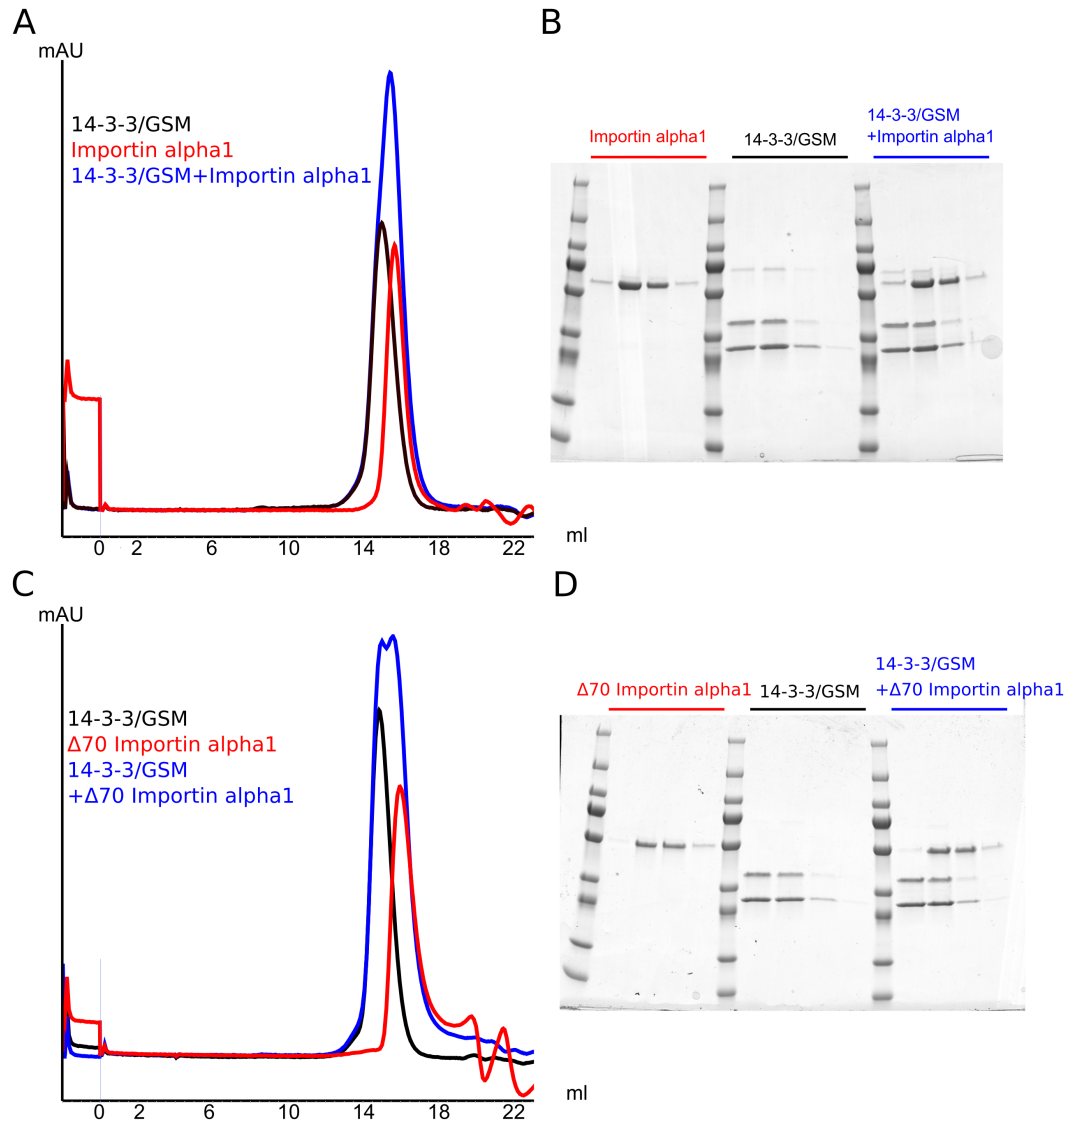 A
mAU
14-3-3/GSM
Importin alpha1
14-3-3/GSM+Importin alpha1
0 2 6 10 14 18 22
ml
B
Importin alpha1
14-3-3/GSM
14-3-3/GSM
+Importin alpha1
C
mAU
14-3-3/GSM
Δ70 Importin alpha1
14-3-3/GSM
+Δ70 Importin alpha1
0 2 6 10 14 18 22
ml
D
Δ70 Importin alpha1
14-3-3/GSM
14-3-3/GSM
+Δ70 Importin alpha1